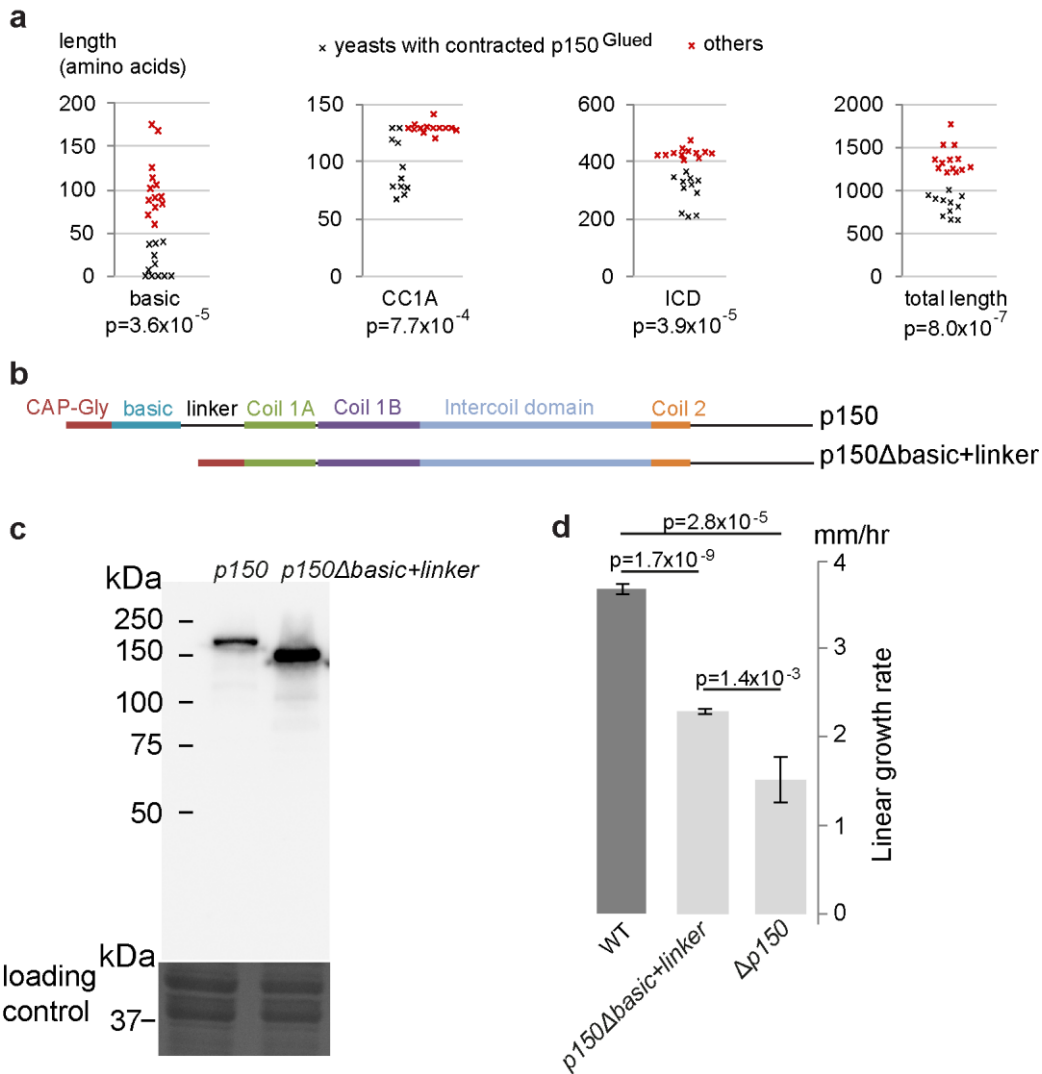 a
length
(amino acids)
× yeasts with contracted p150 Glued × others
200
150
100
50
0
basic
p=3.6x10-5
150
100
50
0
CC1A
p=7.7x10-4
600
400
200
0
ICD
p=3.9x10-5
2000
1500
1000
500
0
total length
p=8.0x10-7
b
CAP-Gly basic linker Coil 1A Coil 1B Intercoil domain Coil 2
p150
p150Δbasic+linker
c
kDa
p150 p150Δbasic+linker
250
150
100
75
50
kDa
loading
control
37
d
p=2.8x10-5
p=1.7x10-9
p=1.4x10-3
mm/hr
4
3
2
1
0
Linear growth rate
WT
p150Δbasic+linker
Δp150